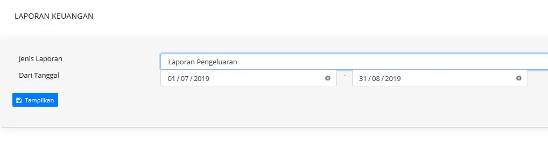 LAPORAN KEUANGAN
Jenis Laporan
Laporan Pengeluaran
Dari Tanggal
01 / 07 / 2019 - 31 / 08 / 2019
Tampilkan